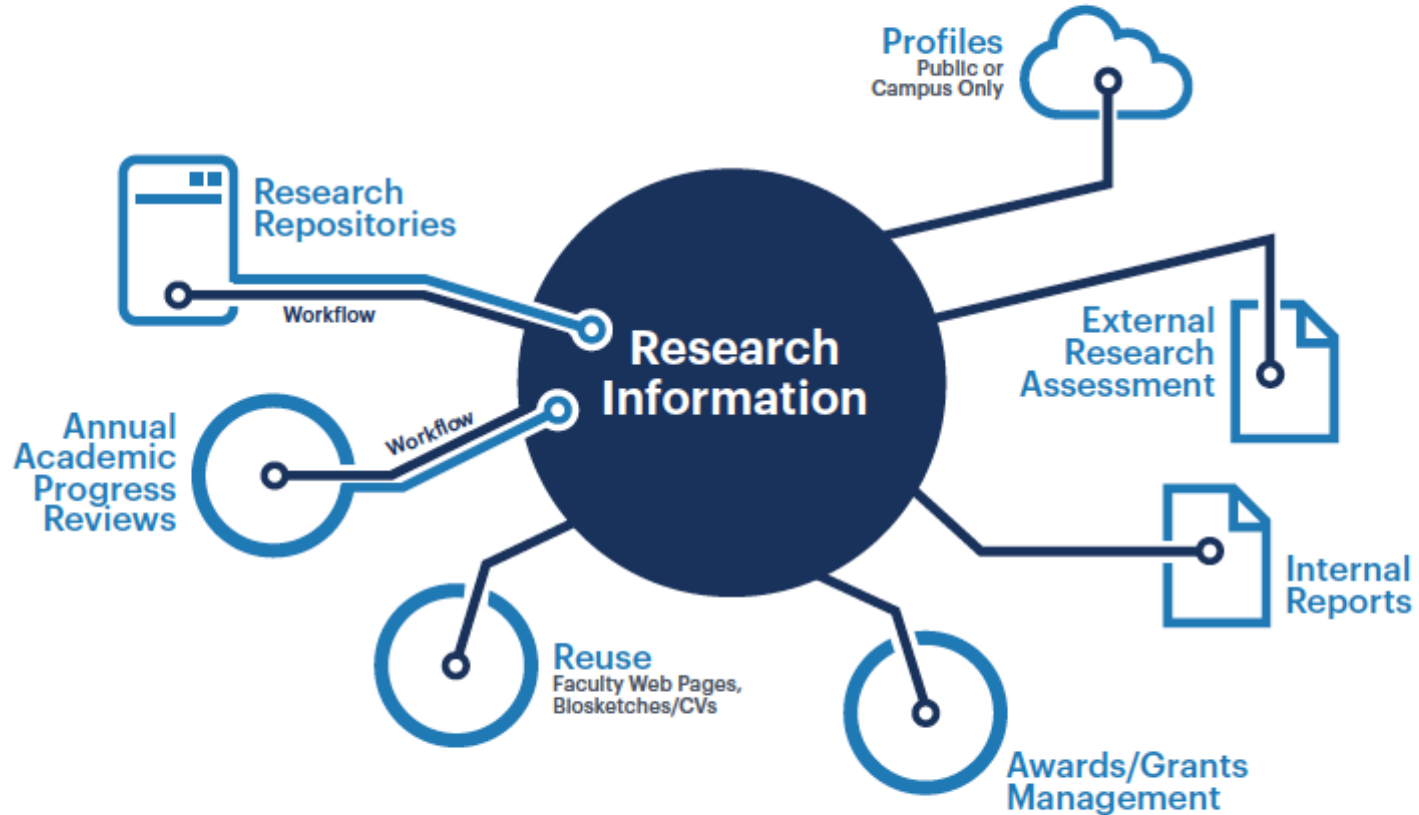 Profiles
Public or
Campus Only
Research
Repositories
Workflow
Research
Information
External
Research
Assessment
Annual
Academic
Progress
Reviews
Workflow
Internal
Reports
Reuse
Faculty Web Pages,
Biosketches/CVs
Awards/Grants
Management